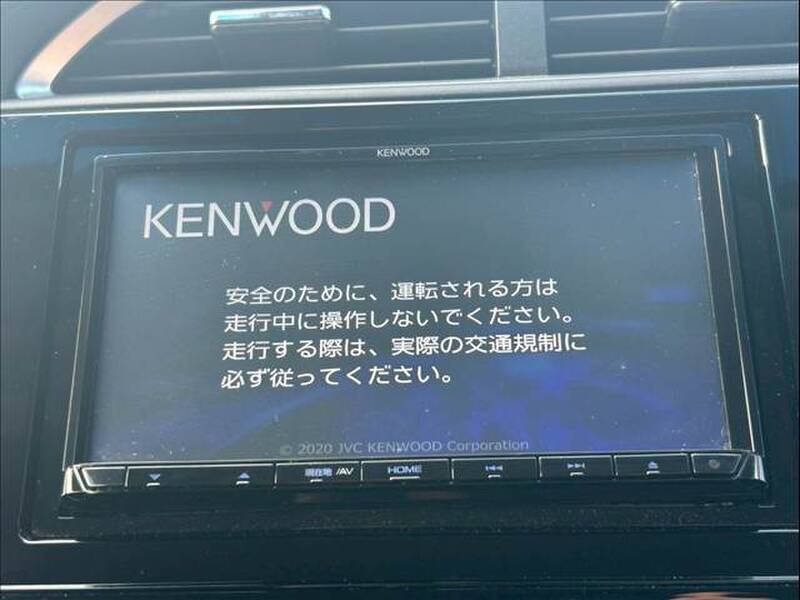 KENWOOD
KENWOOD
安全のために、運転される方は
走行中に操作しないでください。
走行する際は、実際の交通規制に
必ず従ってください。
© 2020 JVC KENWOOD Corporation
現在地 /AV HOME